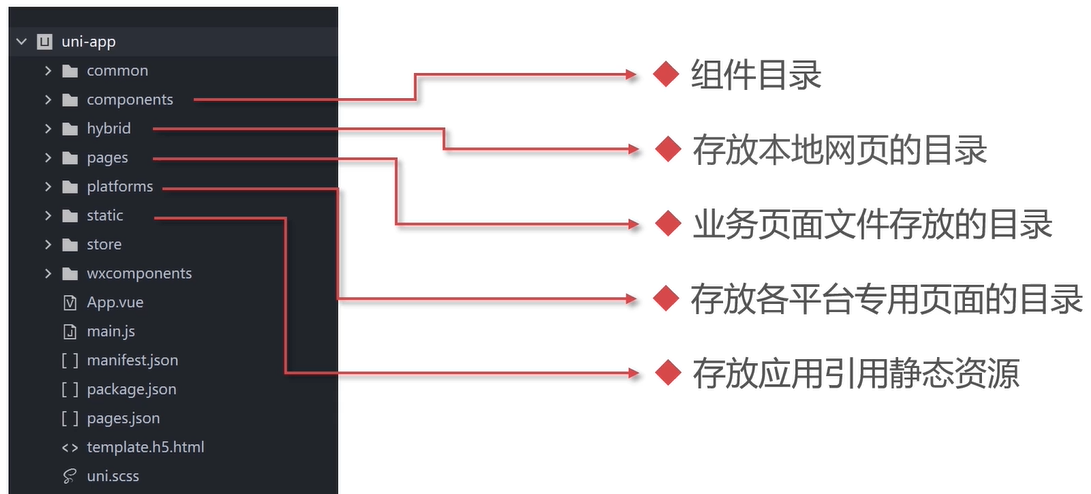 uni-app
common
components
hybrid
pages
platforms
static
store
wxcomponents
App.vue
main.js
manifest.json
package.json
pages.json
template.h5.html
uni.scss
组件目录
存放本地网页的目录
业务页面文件存放的目录
存放各平台专用页面的目录
存放应用引用静态资源